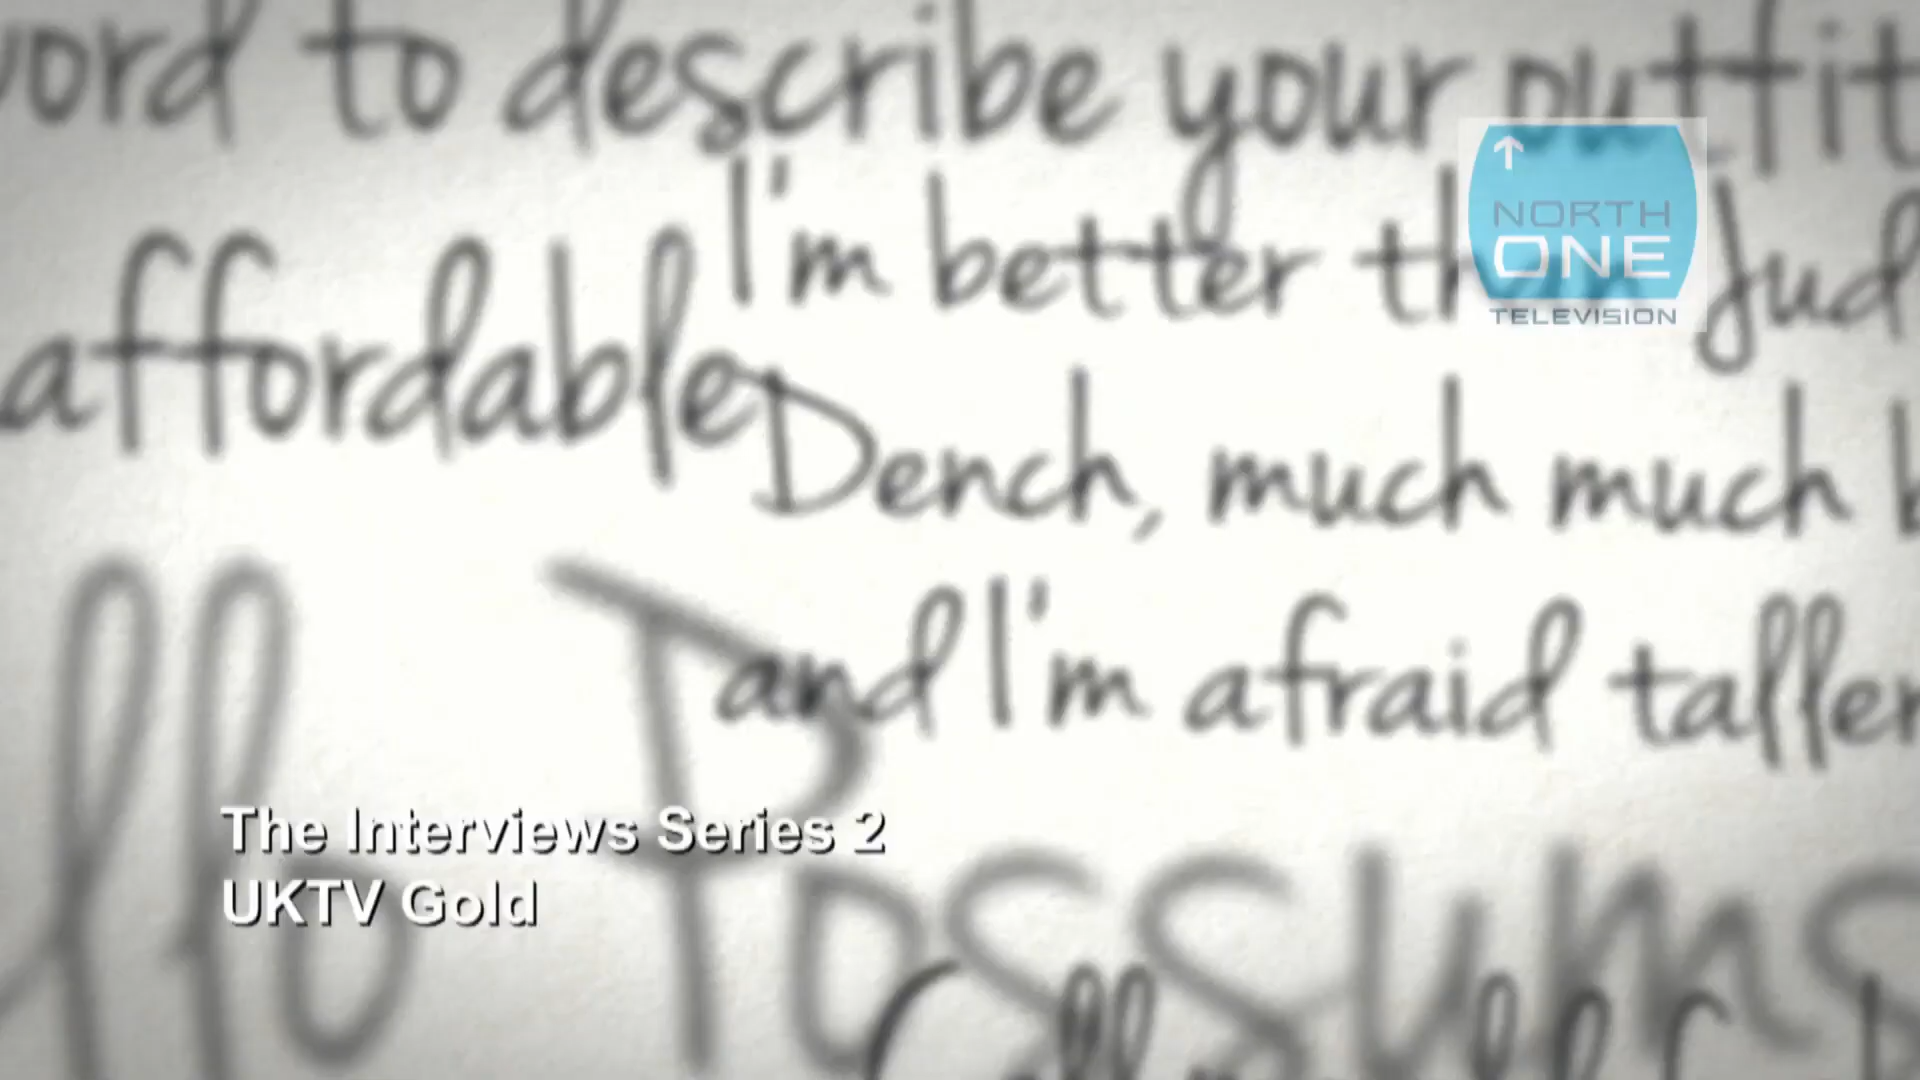 word to describe your outfit
I'm better than Jud
affordable
Dench, much much b
and I'm afraid taller
llo Possums
The Interviews Series 2
UKTV Gold
NORTH
ONE
TELEVISION